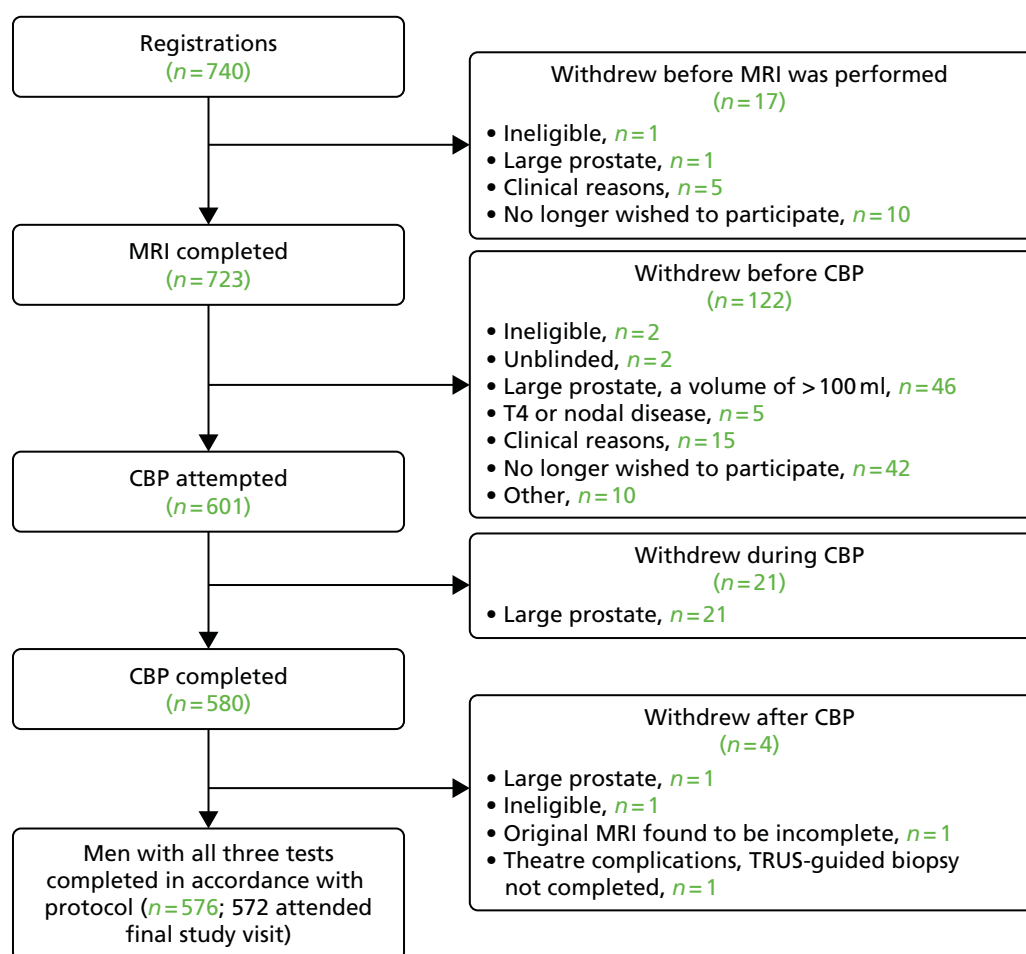 Registrations
(n=740)
Withdrew before MRI was performed
(n=17)
• Ineligible, n=1
• Large prostate, n=1
• Clinical reasons, n=5
• No longer wished to participate, n=10
MRI completed
(n=723)
Withdrew before CBP
(n=122)
• Ineligible, n=2
• Unblinded, n=2
• Large prostate, a volume of >100 ml, n=46
• T4 or nodal disease, n=5
• Clinical reasons, n=15
• No longer wished to participate, n=42
• Other, n=10
CBP attempted
(n=601)
Withdrew during CBP
(n=21)
• Large prostate, n=21
CBP completed
(n=580)
Withdrew after CBP
(n=4)
• Large prostate, n=1
• Ineligible, n=1
• Original MRI found to be incomplete, n=1
• Theatre complications, TRUS-guided biopsy
not completed, n=1
Men with all three tests
completed in accordance with
protocol (n=576; 572 attended
final study visit)